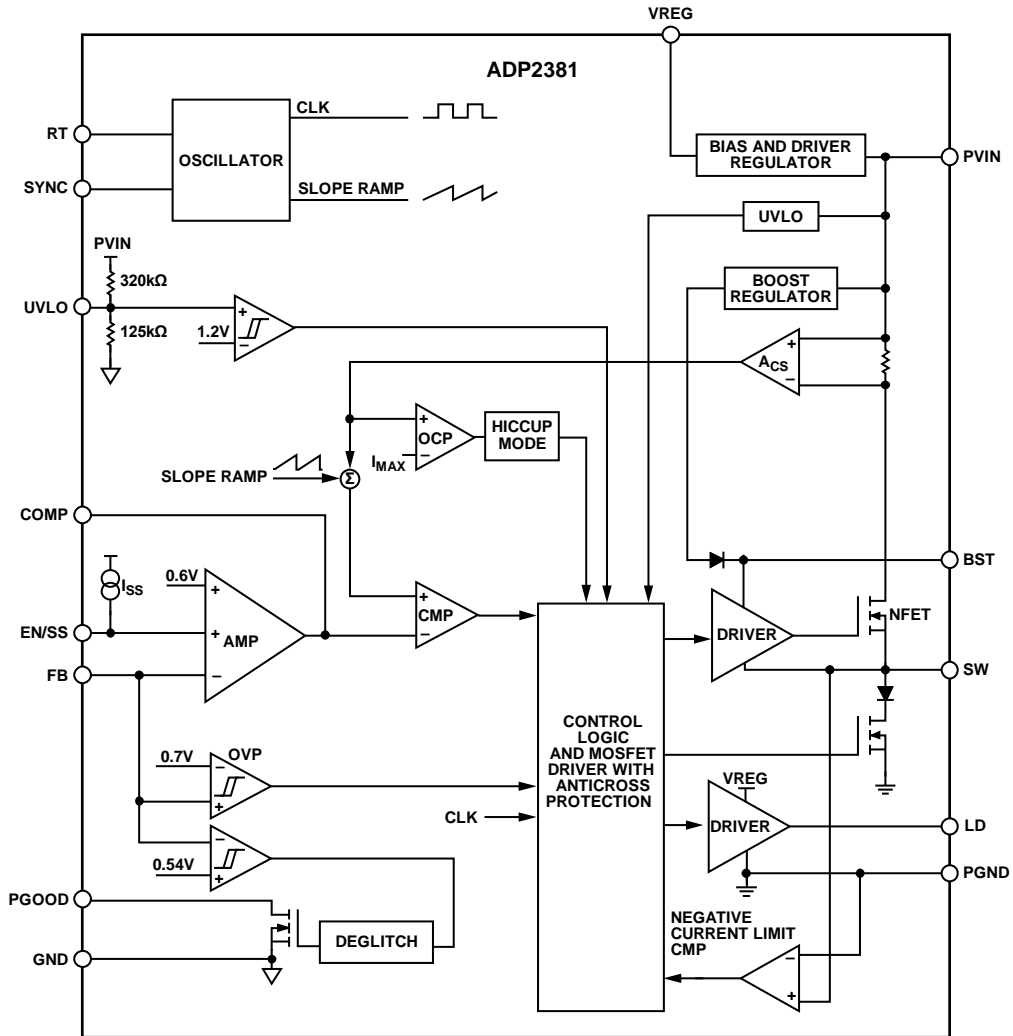 VREG
ADP2381
CLK
RT
OSCILLATOR
SYNC
SLOPE RAMP
BIAS AND DRIVER
REGULATOR
PVIN
UVLO
PVIN
320kΩ
UVLO
125kΩ
1.2V
+
−
BOOST
REGULATOR
ACS
+
−
+
OCP
−
IMAX
HICCUP
MODE
SLOPE RAMP
Σ
COMP
ISS
0.6V
+
EN/SS
+
AMP
FB
−
+
CMP
−
BST
DRIVER
NFET
SW
CONTROL
LOGIC
AND MOSFET
DRIVER WITH
ANTICROSS
PROTECTION
0.7V
−
OVP
+
CLK
−
0.54V
+
VREG
DRIVER
LD
PGND
PGOOD
DEGLITCH
GND
NEGATIVE
CURRENT LIMIT
CMP
−
+